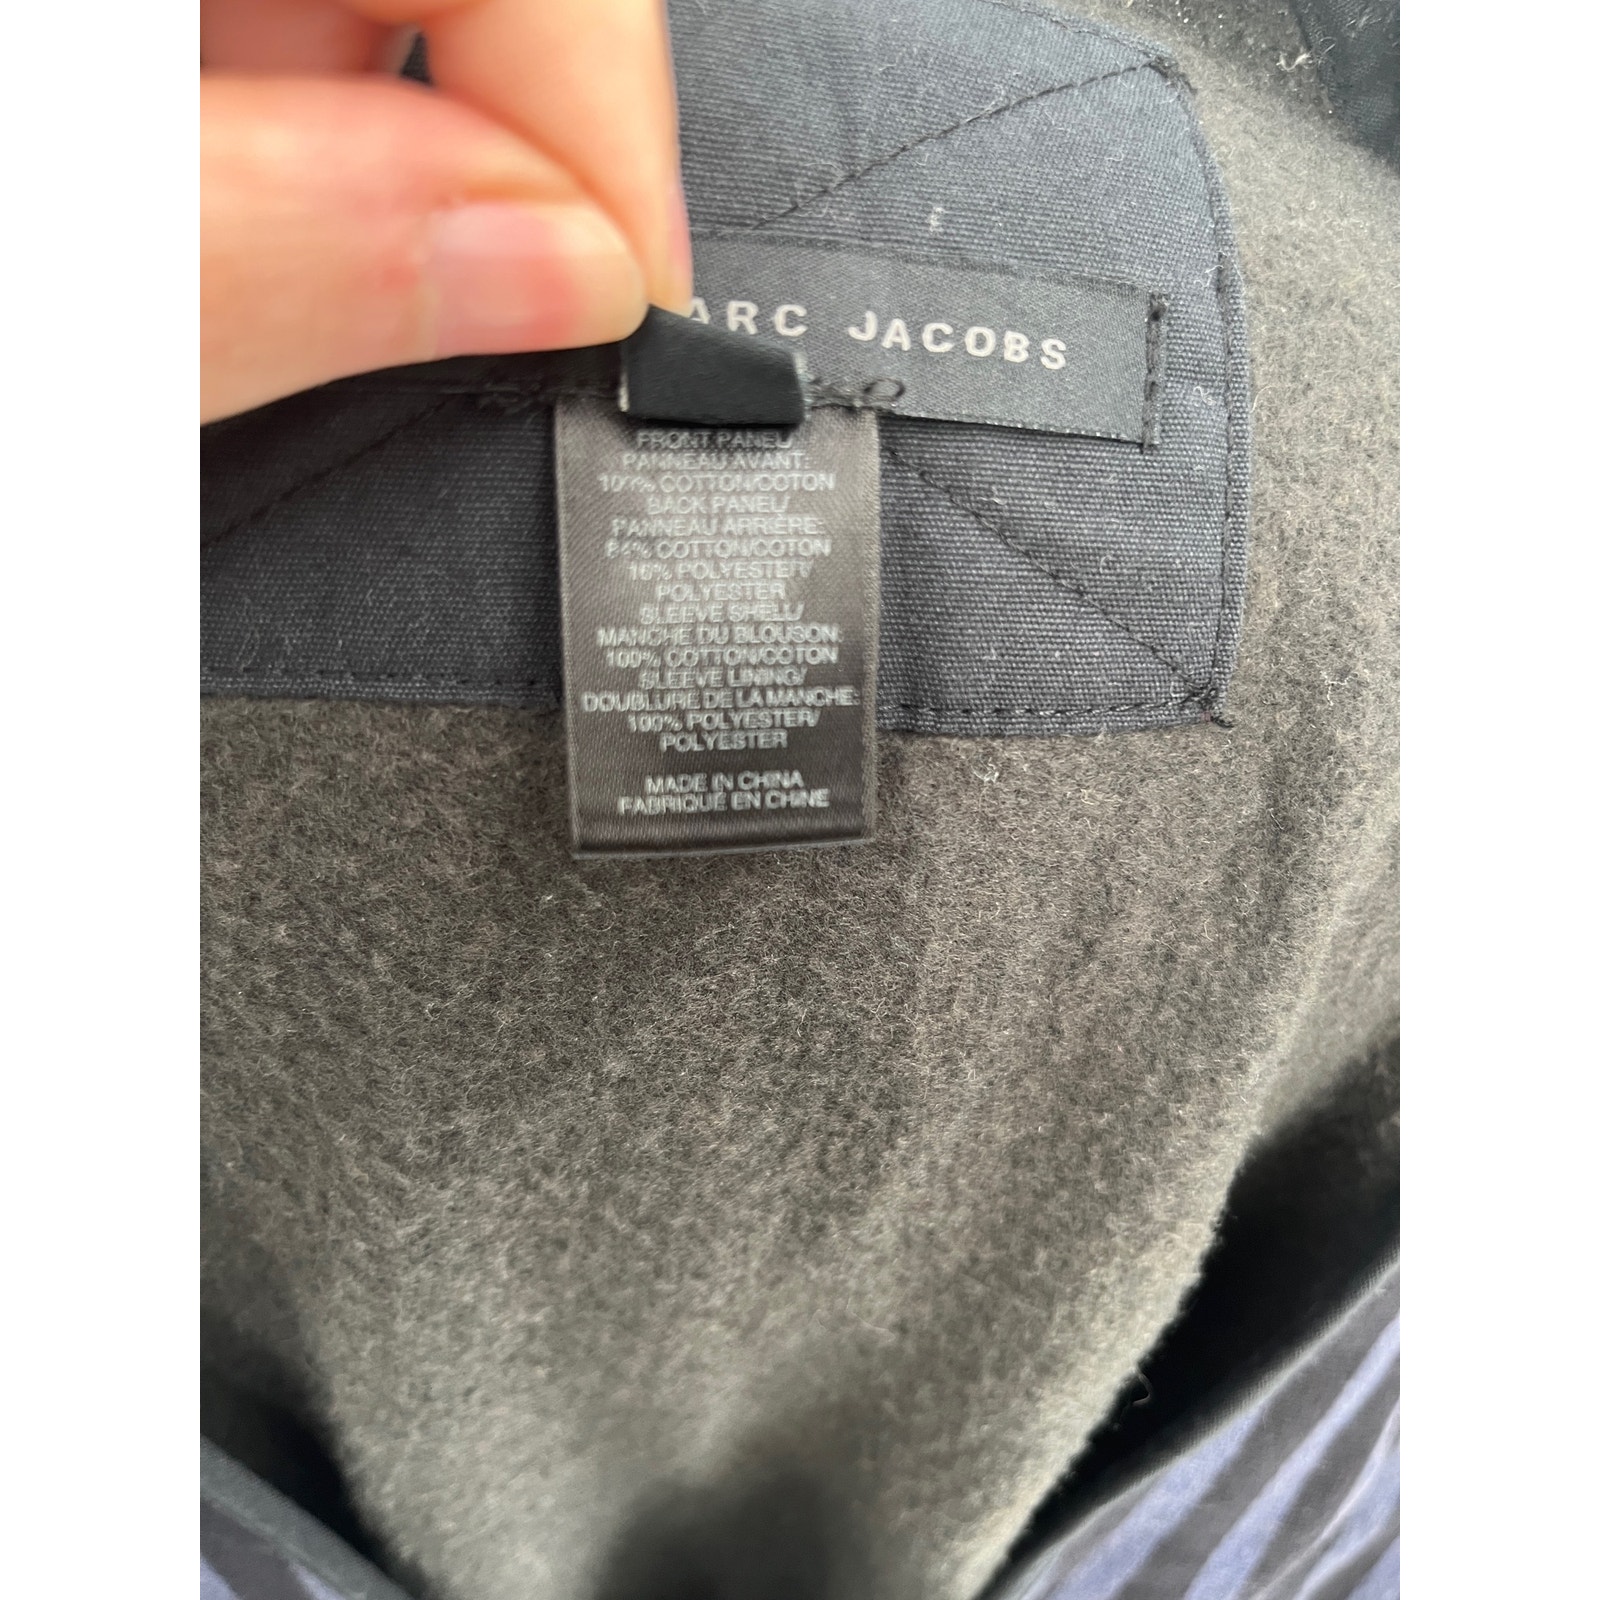 ARC JACOBS
FRONT PANEL/
PANNEAU AVANT:
100% COTTON/COTON
BACK PANEL/
PANNEAU ARRIÈRE:
84% COTTON/COTON
16% POLYESTER/
POLYESTER
SLEEVE SHELL/
MANCHE DU BLOUSON:
100% COTTON/COTON
SLEEVE LINING/
DOUBLURE DE LA MANCHE:
100% POLYESTER/
POLYESTER
MADE IN CHINA
FABRIQUÉ EN CHINE